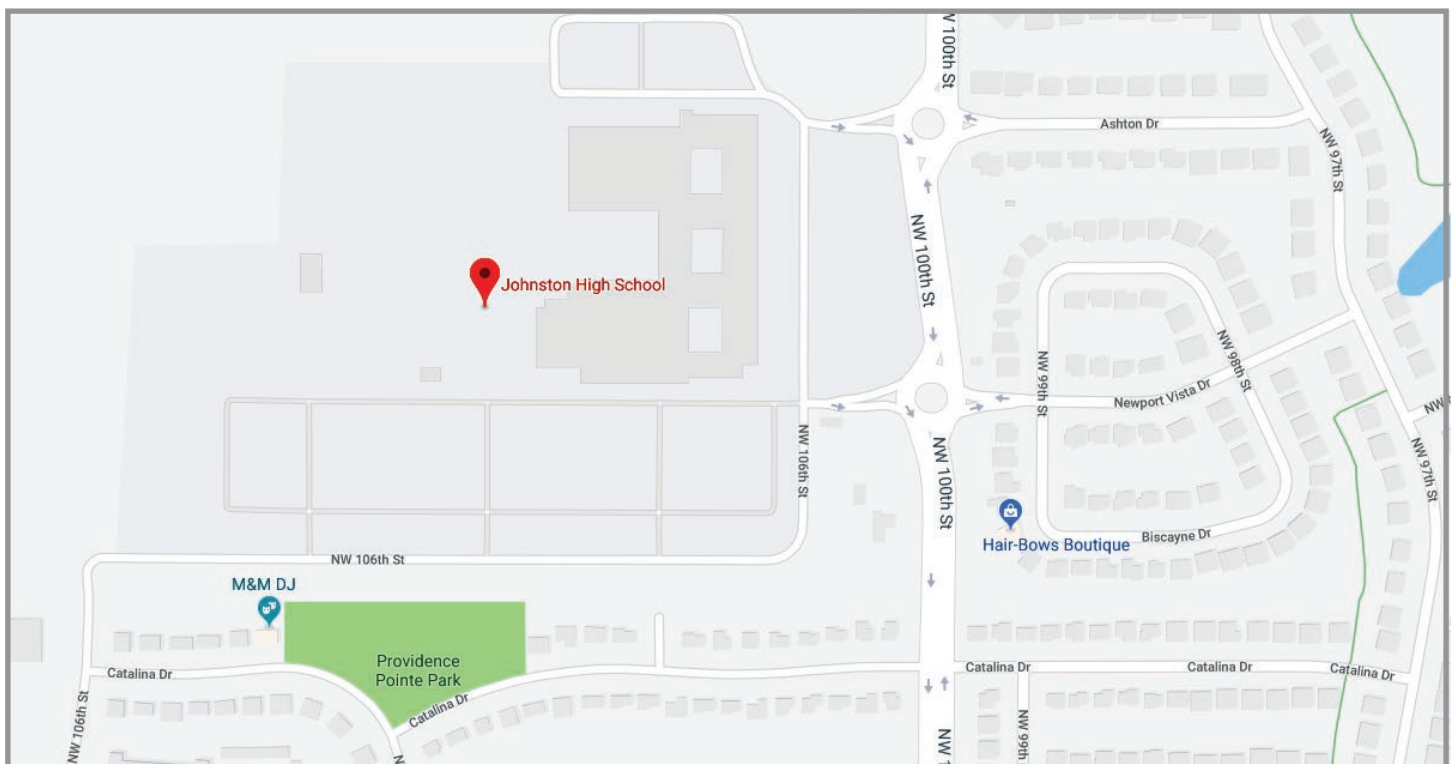 W 100th St
Ashton Dr
NW 97th St
NW 100th St
Johnston High School
NW 98th St
NW 99th St
Newport Vista Dr
NW
NW 106th St
NW 100th St
NW 97th St
Hair-Bows Boutique
Biscayne Dr
NW 106th St
M&M DJ
Providence
Pointe Park
Catalina Dr
Catalina Dr
Catalina Dr
Catalina Dr
Catalina Dr
NW 106th St
NW 99th
NW 1
N